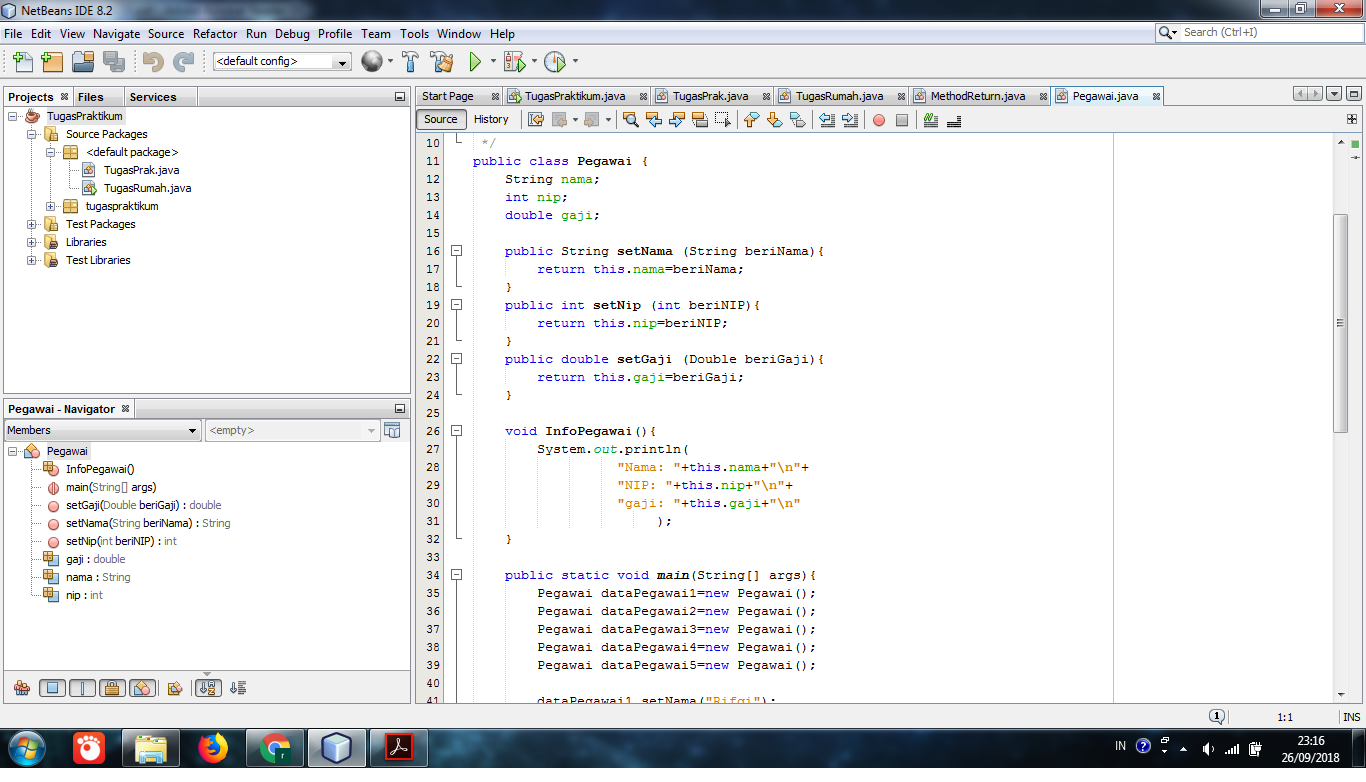 NetBeans IDE 8.2
File Edit View Navigate Source Refactor Run Debug Profile Team Tools Window Help
Search (Ctrl+I)
<default config>
Projects Files Services
TugasPraktikum
Source Packages
<default package>
TugasPrak.java
TugasRumah.java
tugaspraktikum
Test Packages
Libraries
Test Libraries
Pegawai - Navigator
Members <empty>
Pegawai
InfoPegawai()
main(String[] args)
setGaji(Double beriGaji) : double
setNama(String beriNama) : String
setNip(int beriNIP) : int
gaji : double
nama : String
nip : int
Start Page TugasPraktikum.java TugasPrak.java TugasRumah.java MethodReturn.java Pegawai.java
Source History
10 */
11 public class Pegawai {
12 String nama;
13 int nip;
14 double gaji;
15
16 public String setNama (String beriNama){
17 return this.nama=beriNama;
18 }
19 public int setNip (int beriNIP){
20 return this.nip=beriNIP;
21 }
22 public double setGaji (Double beriGaji){
23 return this.gaji=beriGaji;
24 }
25
26 void InfoPegawai(){
27 System.out.println(
28 "Nama: "+this.nama+"\n"+
29 "NIP: "+this.nip+"\n"+
30 "gaji: "+this.gaji+"\n"
31 );
32 }
33
34 public static void main(String[] args){
35 Pegawai dataPegawai1=new Pegawai();
36 Pegawai dataPegawai2=new Pegawai();
37 Pegawai dataPegawai3=new Pegawai();
38 Pegawai dataPegawai4=new Pegawai();
39 Pegawai dataPegawai5=new Pegawai();
40
41 dataPegawai1.setNama("Rifqi");
1 1:1 INS
IN
23:16
26/09/2018